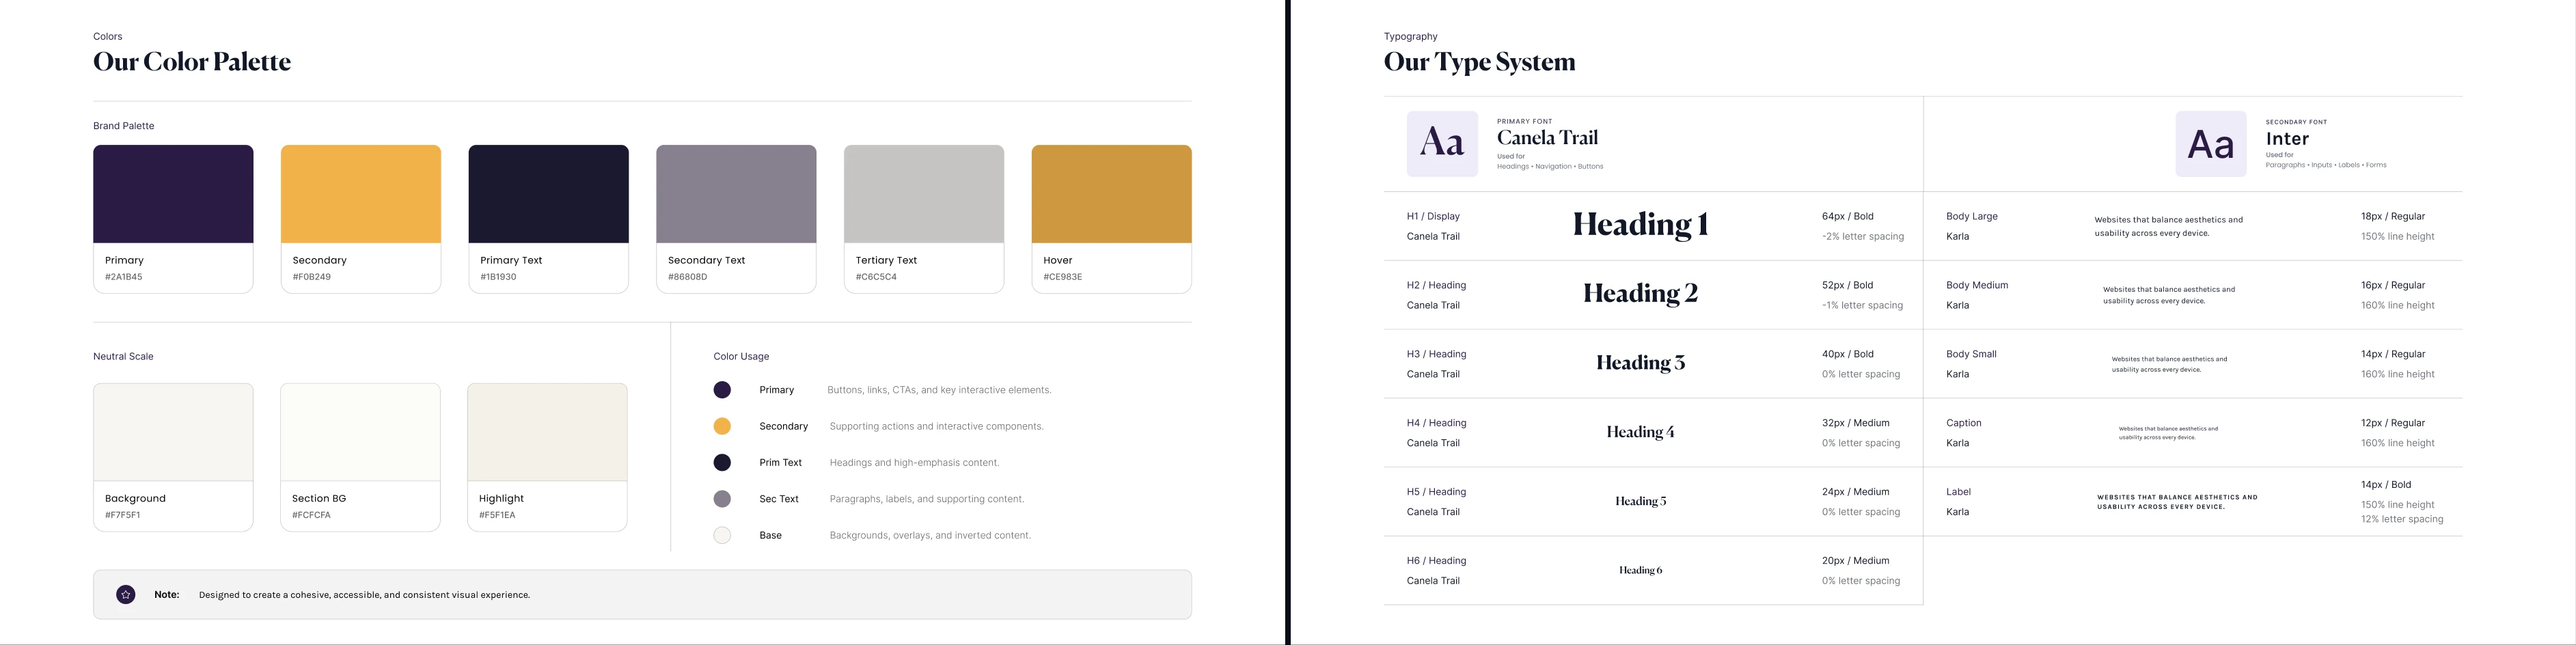 Colors
Our Color Palette
Brand Palette
Primary
#2A1B45
Secondary
#F0B249
Primary Text
#1B1930
Secondary Text
#86808D
Tertiary Text
#C6C5C4
Hover
#CE983E
Neutral Scale
Background
#F7F5F1
Section BG
#FCFCFA
Highlight
#F5F1EA
Color Usage
Primary Buttons, links, CTAs, and key interactive elements.
Secondary Supporting actions and interactive components.
Prim Text Headings and high-emphasis content.
Sec Text Paragraphs, labels, and supporting content.
Base Backgrounds, overlays, and inverted content.
Note: Designed to create a cohesive, accessible, and consistent visual experience.
Typography
Our Type System
Aa
PRIMARY FONT
Canela Trail
Used for
Headings • Navigation • Buttons
Aa
SECONDARY FONT
Inter
Used for
Paragraphs • Inputs • Labels • Forms
H1 / Display
Canela Trail
Heading 1
64px / Bold
-2% letter spacing
H2 / Heading
Canela Trail
Heading 2
52px / Bold
-1% letter spacing
H3 / Heading
Canela Trail
Heading 3
40px / Bold
0% letter spacing
H4 / Heading
Canela Trail
Heading 4
32px / Medium
0% letter spacing
H5 / Heading
Canela Trail
Heading 5
24px / Medium
0% letter spacing
H6 / Heading
Canela Trail
Heading 6
20px / Medium
0% letter spacing
Body Large
Karla
Websites that balance aesthetics and
usability across every device.
18px / Regular
150% line height
Body Medium
Karla
Websites that balance aesthetics and
usability across every device.
16px / Regular
160% line height
Body Small
Karla
Websites that balance aesthetics and
usability across every device.
14px / Regular
160% line height
Caption
Karla
Websites that balance aesthetics and
usability across every device.
12px / Regular
160% line height
Label
Karla
WEBSITES THAT BALANCE AESTHETICS AND
USABILITY ACROSS EVERY DEVICE.
14px / Bold
150% line height
12% letter spacing